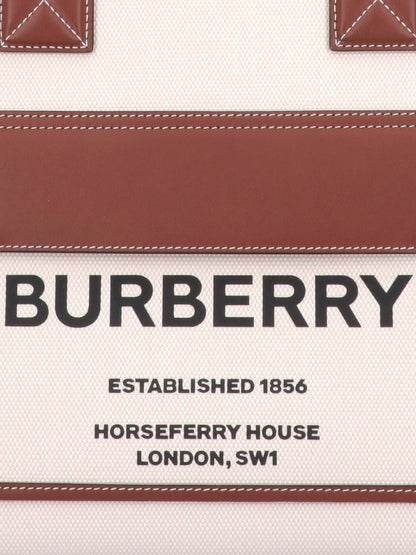 BURBERRY
ESTABLISHED 1856
HORSEFERRY HOUSE
LONDON, SW1